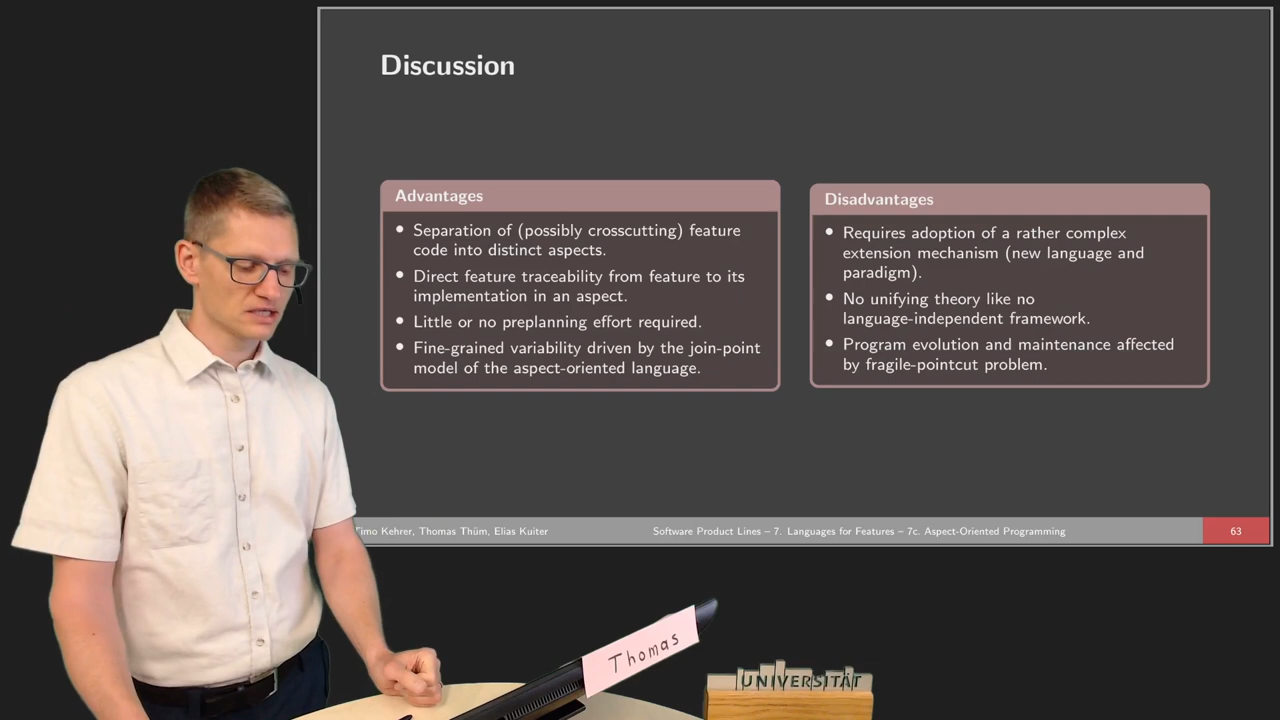 Discussion
Advantages
• Separation of (possibly crosscutting) feature
code into distinct aspects.
• Direct feature traceability from feature to its
implementation in an aspect.
• Little or no preplanning effort required.
• Fine-grained variability driven by the join-point
model of the aspect-oriented language.
Disadvantages
• Requires adoption of a rather complex
extension mechanism (new language and
paradigm).
• No unifying theory like no
language-independent framework.
• Program evolution and maintenance affected
by fragile-pointcut problem.
Timo Kehrer, Thomas Thüm, Elias Kuiter
Software Product Lines – 7. Languages for Features – 7c. Aspect-Oriented Programming
63
Thomas
UNIVERSITÄT